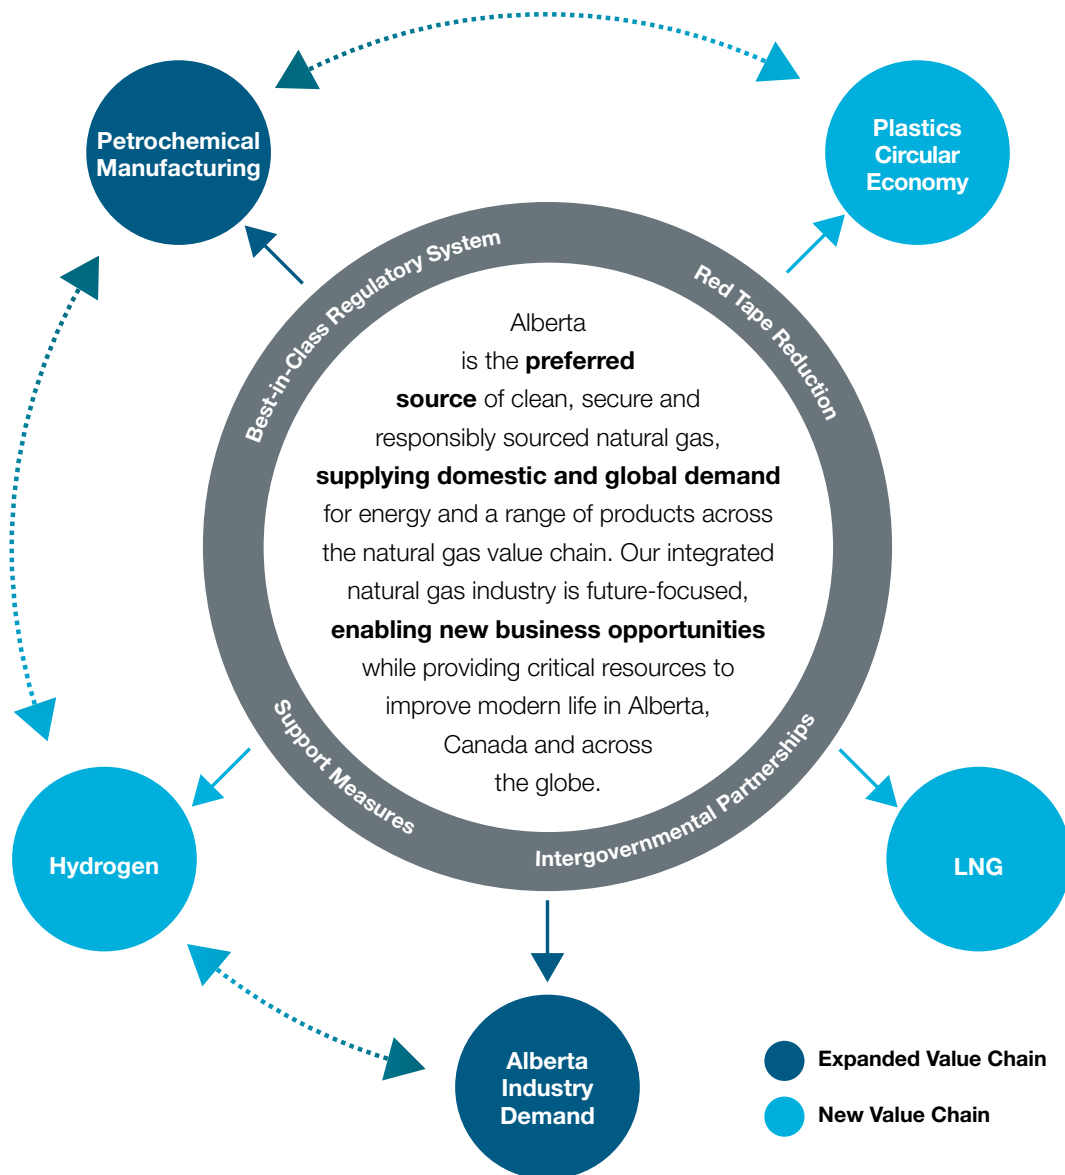 Petrochemical
Manufacturing
Plastics
Circular
Economy
Best-in-Class Regulatory System
Red Tape Reduction
Alberta
is the preferred
source of clean, secure and
responsibly sourced natural gas,
supplying domestic and global demand
for energy and a range of products across
the natural gas value chain. Our integrated
natural gas industry is future-focused,
enabling new business opportunities
while providing critical resources to
improve modern life in Alberta,
Canada and across
the globe.
Support Measures
Intergovernmental Partnerships
Hydrogen
LNG
Alberta
Industry
Demand
Expanded Value Chain
New Value Chain